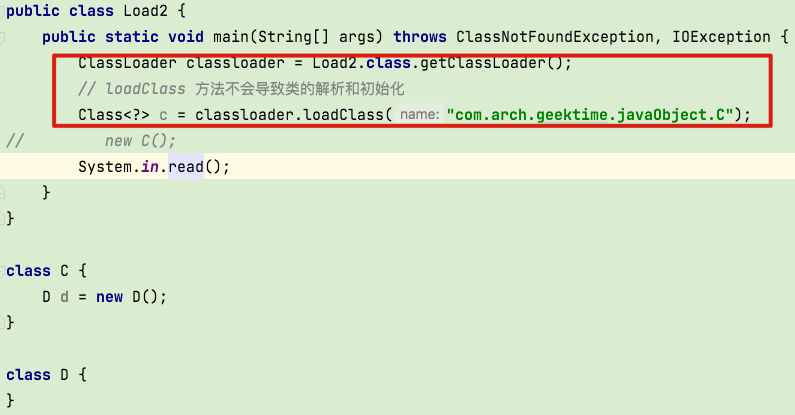 public class Load2 {
public static void main(String[] args) throws ClassNotFoundException, IOException {
ClassLoader classloader = Load2.class.getClassLoader();
// loadClass 方法不会导致类的解析和初始化
Class<?> c = classloader.loadClass( name: "com.arch.geektime.javaObject.C");
// new C();
System.in.read();
}
}
class C {
D d = new D();
}
class D {
}